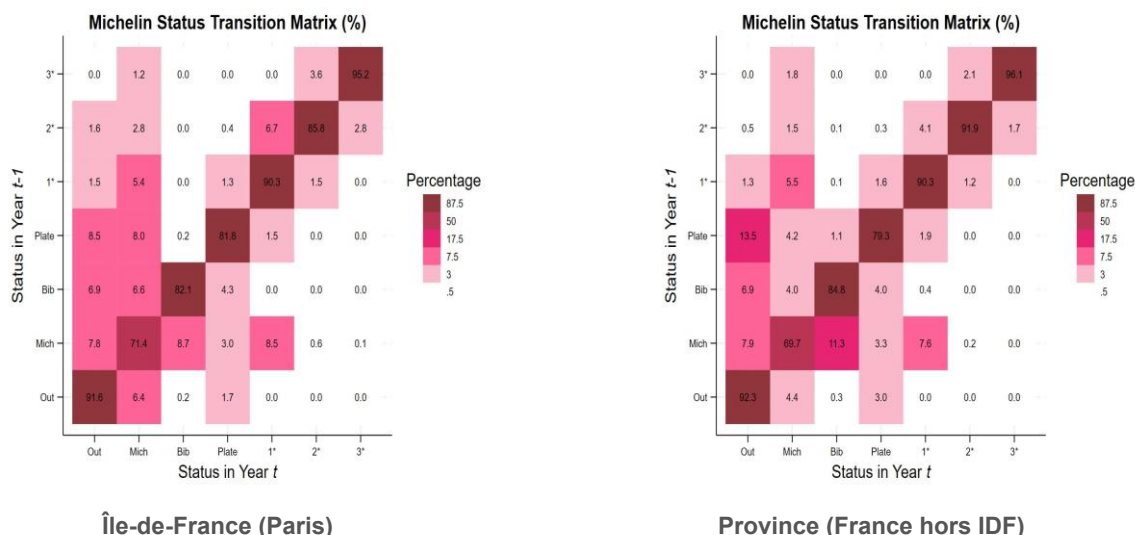 Michelin Status Transition Matrix (%)
Status in Year t-1
3* 0.0 1.2 0.0 0.0 0.0 3.6 95.2
2* 1.6 2.8 0.0 0.4 6.7 85.8 2.8
1* 1.5 5.4 0.0 1.3 90.3 1.5 0.0
Plate 8.5 8.0 0.2 81.8 1.5 0.0 0.0
Bib 6.9 6.6 82.1 4.3 0.0 0.0 0.0
Mich 7.8 71.4 8.7 3.0 8.5 0.6 0.1
Out 91.6 6.4 0.2 1.7 0.0 0.0 0.0
Out Mich Bib Plate 1* 2* 3*
Status in Year t
Percentage
87.5
50
17.5
7.5
3
.5
Île-de-France (Paris)
Michelin Status Transition Matrix (%)
Status in Year t-1
3* 0.0 1.8 0.0 0.0 0.0 2.1 96.1
2* 0.5 1.5 0.1 0.3 4.1 91.9 1.7
1* 1.3 5.5 0.1 1.6 90.3 1.2 0.0
Plate 13.5 4.2 1.1 79.3 1.9 0.0 0.0
Bib 6.9 4.0 84.8 4.0 0.4 0.0 0.0
Mich 7.9 69.7 11.3 3.3 7.6 0.2 0.0
Out 92.3 4.4 0.3 3.0 0.0 0.0 0.0
Out Mich Bib Plate 1* 2* 3*
Status in Year t
Percentage
87.5
50
17.5
7.5
3
.5
Province (France hors IDF)